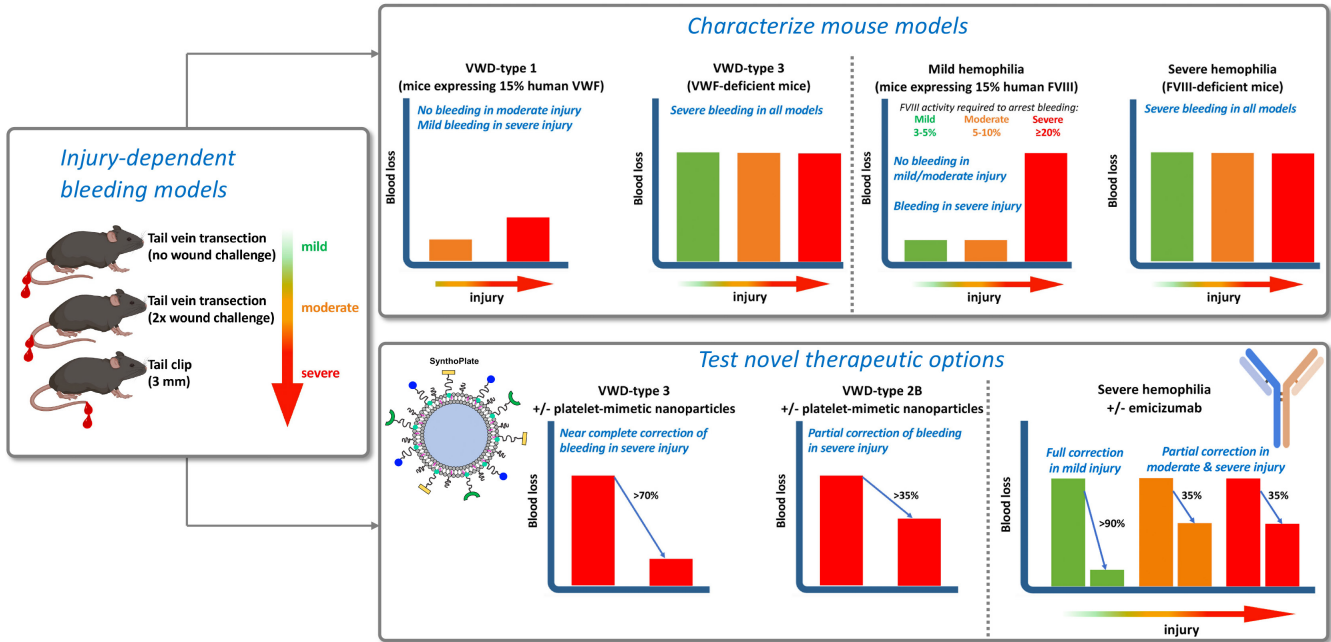 Injury-dependent
bleeding models
Tail vein transection
(no wound challenge)
Tail vein transection
(2x wound challenge)
Tail clip
(3 mm)
mild
moderate
severe
Characterize mouse models
VWD-type 1
(mice expressing 15% human VWF)
No bleeding in moderate injury
Mild bleeding in severe injury
Blood loss
injury
VWD-type 3
(VWF-deficient mice)
Severe bleeding in all models
Blood loss
injury
Mild hemophilia
(mice expressing 15% human FVIII)
FVIII activity required to arrest bleeding:
Mild Moderate Severe
3-5% 5-10% ≥20%
No bleeding in
mild/moderate injury
Bleeding in severe injury
Blood loss
injury
Severe hemophilia
(FVIII-deficient mice)
Severe bleeding in all models
Blood loss
injury
Test novel therapeutic options
SynthoPlate
VWD-type 3
+/- platelet-mimetic nanoparticles
Near complete correction of
bleeding in severe injury
>70%
Blood loss
VWD-type 2B
+/- platelet-mimetic nanoparticles
Partial correction of bleeding
in severe injury
>35%
Blood loss
Severe hemophilia
+/- emicizumab
Full correction
in mild injury
Partial correction in
moderate & severe injury
>90%
35%
35%
Blood loss
injury